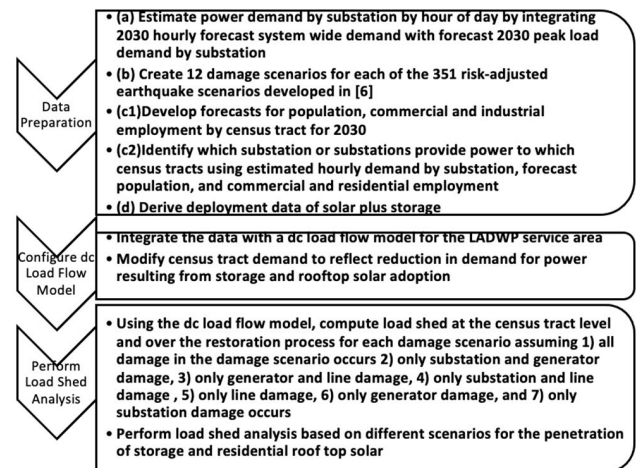 Data
Preparation
• (a) Estimate power demand by substation by hour of day by integrating
2030 hourly forecast system wide demand with forecast 2030 peak load
demand by substation
• (b) Create 12 damage scenarios for each of the 351 risk-adjusted
earthquake scenarios developed in [6]
• (c1)Develop forecasts for population, commercial and industrial
employment by census tract for 2030
• (c2)Identify which substation or substations provide power to which
census tracts using estimated hourly demand by substation, forecast
population, and commercial and residential employment
• (d) Derive deployment data of solar plus storage
Configure dc
Load Flow
Model
• Integrate the data with a dc load flow model for the LADWP service area
• Modify census tract demand to reflect reduction in demand for power
resulting from storage and rooftop solar adoption
Perform
Load Shed
Analysis
• Using the dc load flow model, compute load shed at the census tract level
and over the restoration process for each damage scenario assuming 1) all
damage in the damage scenario occurs 2) only substation and generator
damage, 3) only generator and line damage, 4) only substation and line
damage , 5) only line damage, 6) only generator damage, and 7) only
substation damage occurs
• Perform load shed analysis based on different scenarios for the penetration
of storage and residential roof top solar